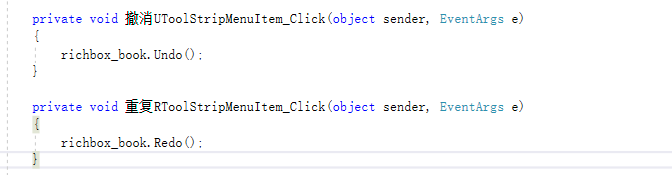 private void 撤消UToolStripMenuItem_Click(object sender, EventArgs e)
{
richbox_book.Undo();
}
private void 重复RToolStripMenuItem_Click(object sender, EventArgs e)
{
richbox_book.Redo();
}